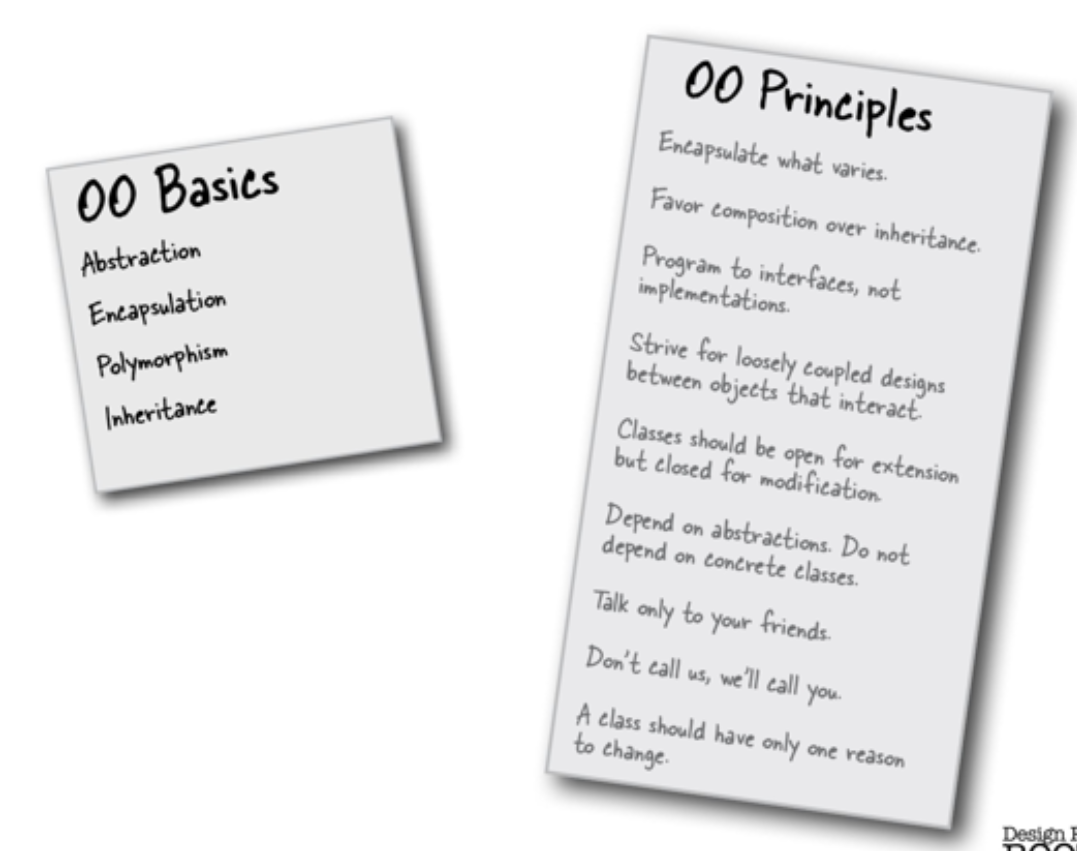 OO Basics
Abstraction
Encapsulation
Polymorphism
Inheritance
OO Principles
Encapsulate what varies.
Favor composition over inheritance.
Program to interfaces, not
implementations.
Strive for loosely coupled designs
between objects that interact.
Classes should be open for extension
but closed for modification.
Depend on abstractions. Do not
depend on concrete classes.
Talk only to your friends.
Don't call us, we'll call you.
A class should have only one reason
to change.
Design